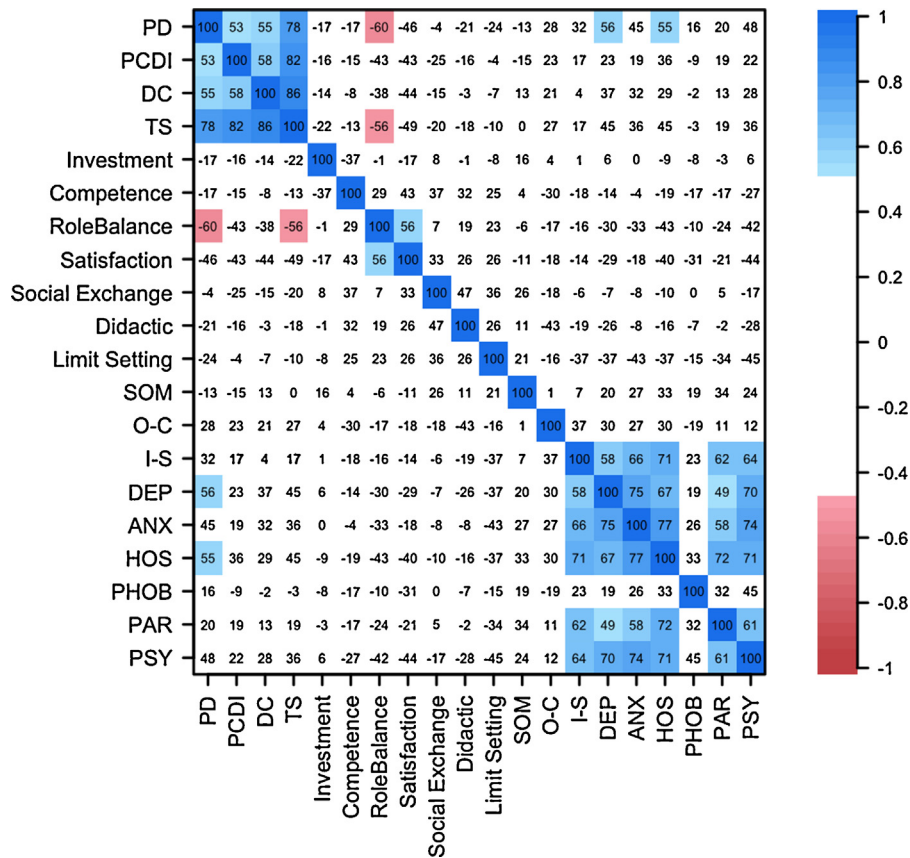 PD 100 53 55 78 -17 -17 -60 -46 -4 -21 -24 -13 28 32 56 45 55 16 20 48
PCDI 53 100 58 82 -16 -15 -43 -43 -25 -16 -4 -15 23 17 23 19 36 -9 19 22
DC 55 58 100 86 -14 -8 -38 -44 -15 -3 -7 13 21 4 37 32 29 -2 13 28
TS 78 82 86 100 -22 -13 -56 -49 -20 -18 -10 0 27 17 45 36 45 -3 19 36
Investment -17 -16 -14 -22 100 -37 -1 -17 8 -1 -8 16 4 1 6 0 -9 -8 -3 6
Competence -17 -15 -8 -13 -37 100 29 43 37 32 25 4 -30 -18 -14 -4 -19 -17 -17 -27
RoleBalance -60 -43 -38 -56 -1 29 100 56 7 19 23 -6 -17 -16 -30 -33 -43 -10 -24 -42
Satisfaction -46 -43 -44 -49 -17 43 56 100 33 26 26 -11 -18 -14 -29 -18 -40 -31 -21 -44
Social Exchange -4 -25 -15 -20 8 37 7 33 100 47 36 26 -18 -6 -7 -8 -10 0 5 -17
Didactic -21 -16 -3 -18 -1 32 19 26 47 100 26 11 -43 -19 -26 -8 -16 -7 -2 -28
Limit Setting -24 -4 -7 -10 -8 25 23 26 36 26 100 21 -16 -37 -37 -43 -37 -15 -34 -45
SOM -13 -15 13 0 16 4 -6 -11 26 11 21 100 1 7 20 27 33 19 34 24
O-C 28 23 21 27 4 -30 -17 -18 -18 -43 -16 1 100 37 30 27 30 -19 11 12
I-S 32 17 4 17 1 -18 -16 -14 -6 -19 -37 7 37 100 58 66 71 23 62 64
DEP 56 23 37 45 6 -14 -30 -29 -7 -26 -37 20 30 58 100 75 67 19 49 70
ANX 45 19 32 36 0 -4 -33 -18 -8 -8 -43 27 27 66 75 100 77 26 58 74
HOS 55 36 29 45 -9 -19 -43 -40 -10 -16 -37 33 30 71 67 77 100 33 72 71
PHOB 16 -9 -2 -3 -8 -17 -10 -31 0 -7 -15 19 -19 23 19 26 33 100 32 45
PAR 20 19 13 19 -3 -17 -24 -21 5 -2 -34 34 11 62 49 58 72 32 100 61
PSY 48 22 28 36 6 -27 -42 -44 -17 -28 -45 24 12 64 70 74 71 45 61 100
PD
PCDI
DC
TS
Investment
Competence
RoleBalance
Satisfaction
Social Exchange
Didactic
Limit Setting
SOM
O-C
I-S
DEP
ANX
HOS
PHOB
PAR
PSY
1
0.8
0.6
0.4
0.2
0
-0.2
-0.4
-0.6
-0.8
-1